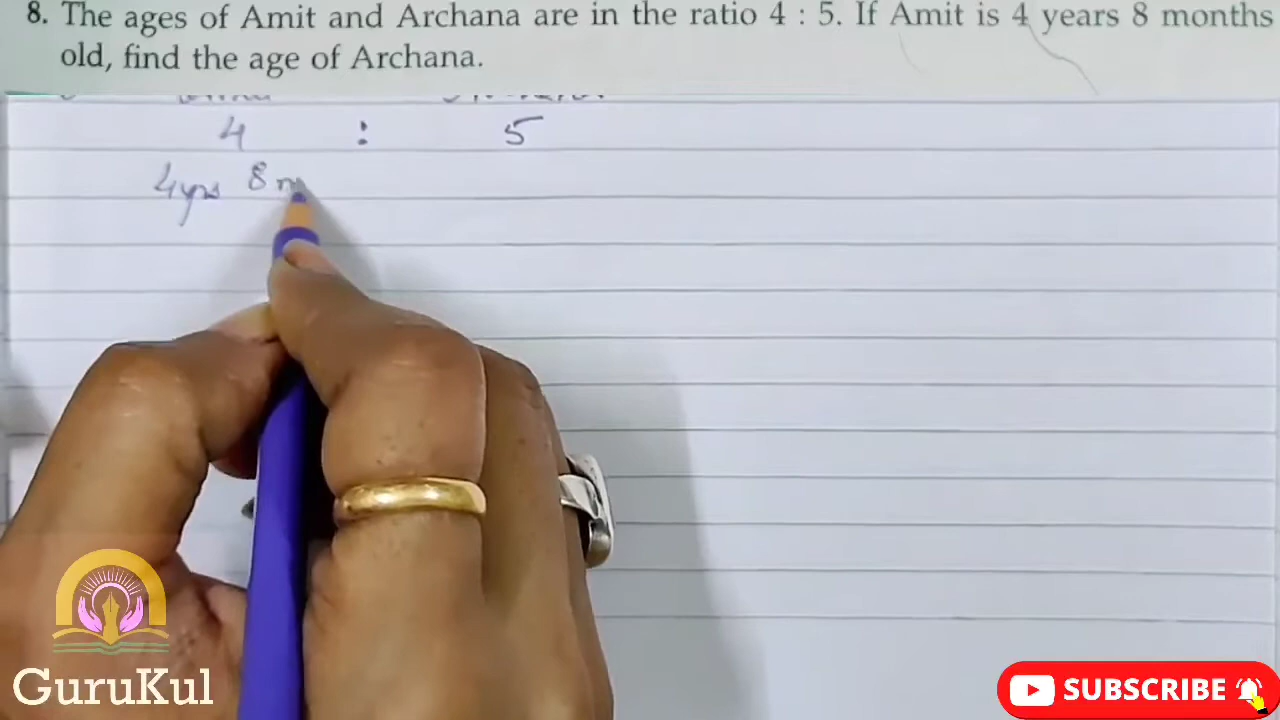 8. The ages of Amit and Archana are in the ratio 4 : 5. If Amit is 4 years 8 months
old, find the age of Archana.
4 : 5
4yrs 8m
GuruKul
SUBSCRIBE